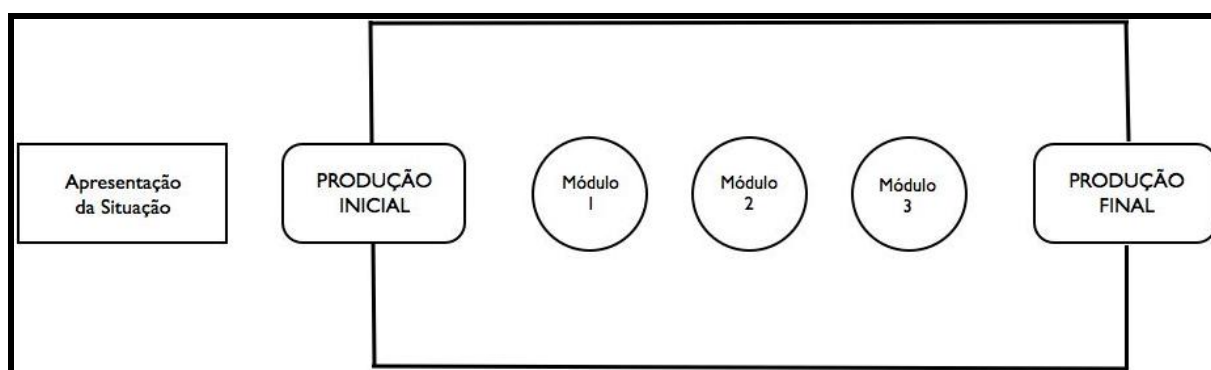 Apresentação
da Situação
PRODUÇÃO
INICIAL
Módulo
1
Módulo
2
Módulo
3
PRODUÇÃO
FINAL